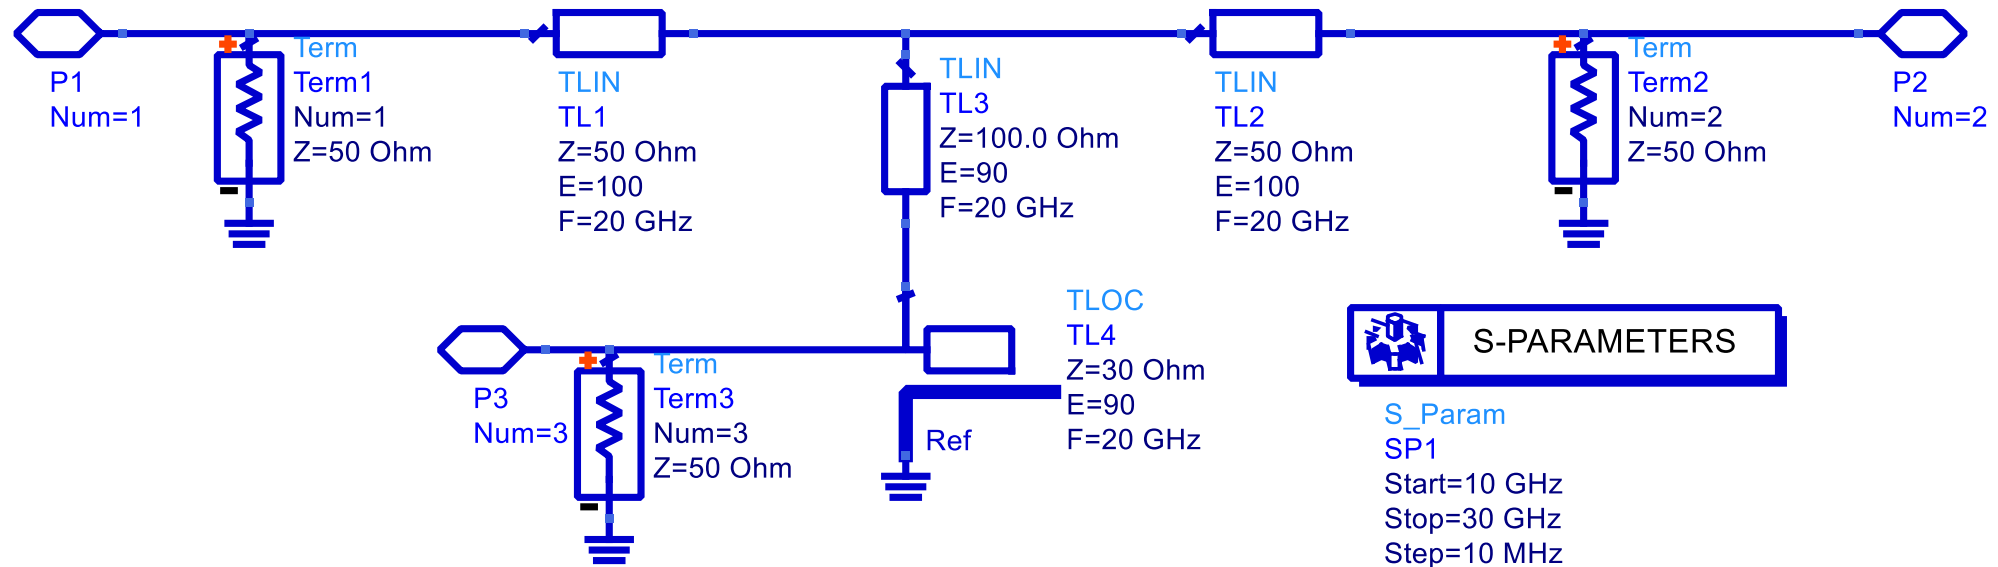 P1
Num=1
Term
Term1
Num=1
Z=50 Ohm
TLIN
TL1
Z=50 Ohm
E=100
F=20 GHz
TLIN
TL3
Z=100.0 Ohm
E=90
F=20 GHz
TLIN
TL2
Z=50 Ohm
E=100
F=20 GHz
Term
Term2
Num=2
Z=50 Ohm
P2
Num=2
P3
Num=3
Term
Term3
Num=3
Z=50 Ohm
TLOC
TL4
Z=30 Ohm
E=90
F=20 GHz
Ref
S-PARAMETERS
S_Param
SP1
Start=10 GHz
Stop=30 GHz
Step=10 MHz